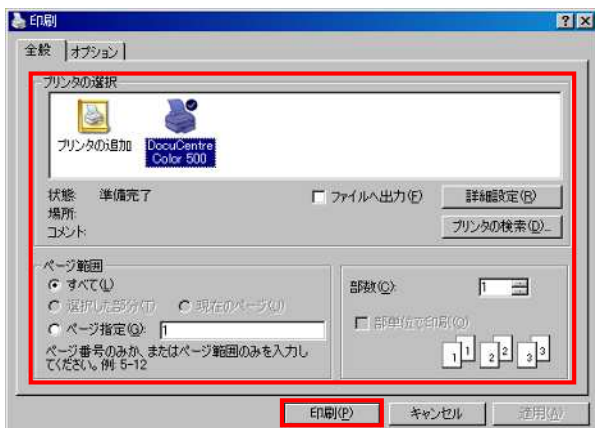 印刷
全般 オプション
プリンタの選択
プリンタの追加 DocuCentre
Color 500
状態: 準備完了
場所:
コメント:
ファイルへ出力(F) 詳細設定(R)
プリンタの検索(D)...
ページ範囲
すべて(L)
選択した部分(T) 現在のページ(U)
ページ指定(G): 1
ページ番号のみか、またはページ範囲のみを入力し
てください。例: 5-12
部数(C): 1
部単位で印刷(O)
1 1 2 2 3 3
印刷(P) キャンセル 適用(A)